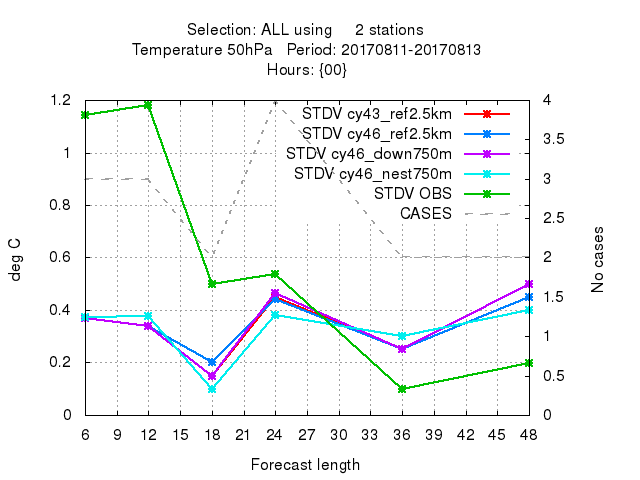 Selection: ALL using 2 stations
Temperature 50hPa Period: 20170811-20170813
Hours: {00}
STDV cy43_ref2.5km
STDV cy46_ref2.5km
STDV cy46_down750m
STDV cy46_nest750m
STDV OBS
CASES
deg C
1.2
1
0.8
0.6
0.4
0.2
0
No cases
4
3.5
3
2.5
2
1.5
1
0.5
0
6 9 12 15 18 21 24 27 30 33 36 39 42 45 48
Forecast length